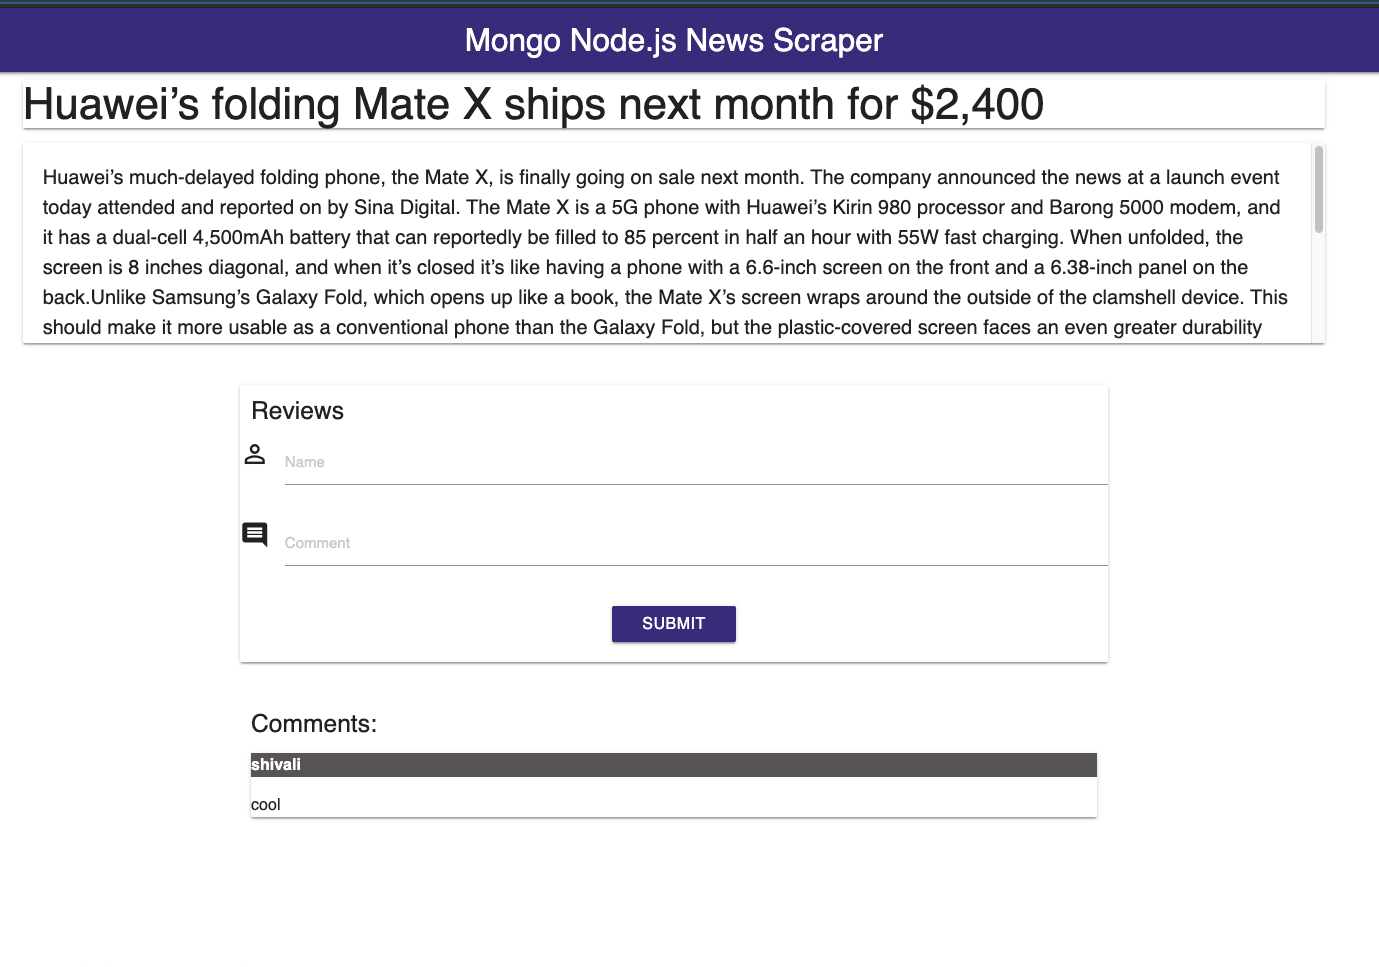 Mongo Node.js News Scraper
Huawei’s folding Mate X ships next month for $2,400
Huawei’s much-delayed folding phone, the Mate X, is finally going on sale next month. The company announced the news at a launch event
today attended and reported on by Sina Digital. The Mate X is a 5G phone with Huawei’s Kirin 980 processor and Barong 5000 modem, and
it has a dual-cell 4,500mAh battery that can reportedly be filled to 85 percent in half an hour with 55W fast charging. When unfolded, the
screen is 8 inches diagonal, and when it’s closed it’s like having a phone with a 6.6-inch screen on the front and a 6.38-inch panel on the
back.Unlike Samsung’s Galaxy Fold, which opens up like a book, the Mate X’s screen wraps around the outside of the clamshell device. This
should make it more usable as a conventional phone than the Galaxy Fold, but the plastic-covered screen faces an even greater durability
Reviews
Name
Comment
SUBMIT
Comments:
shivali
cool